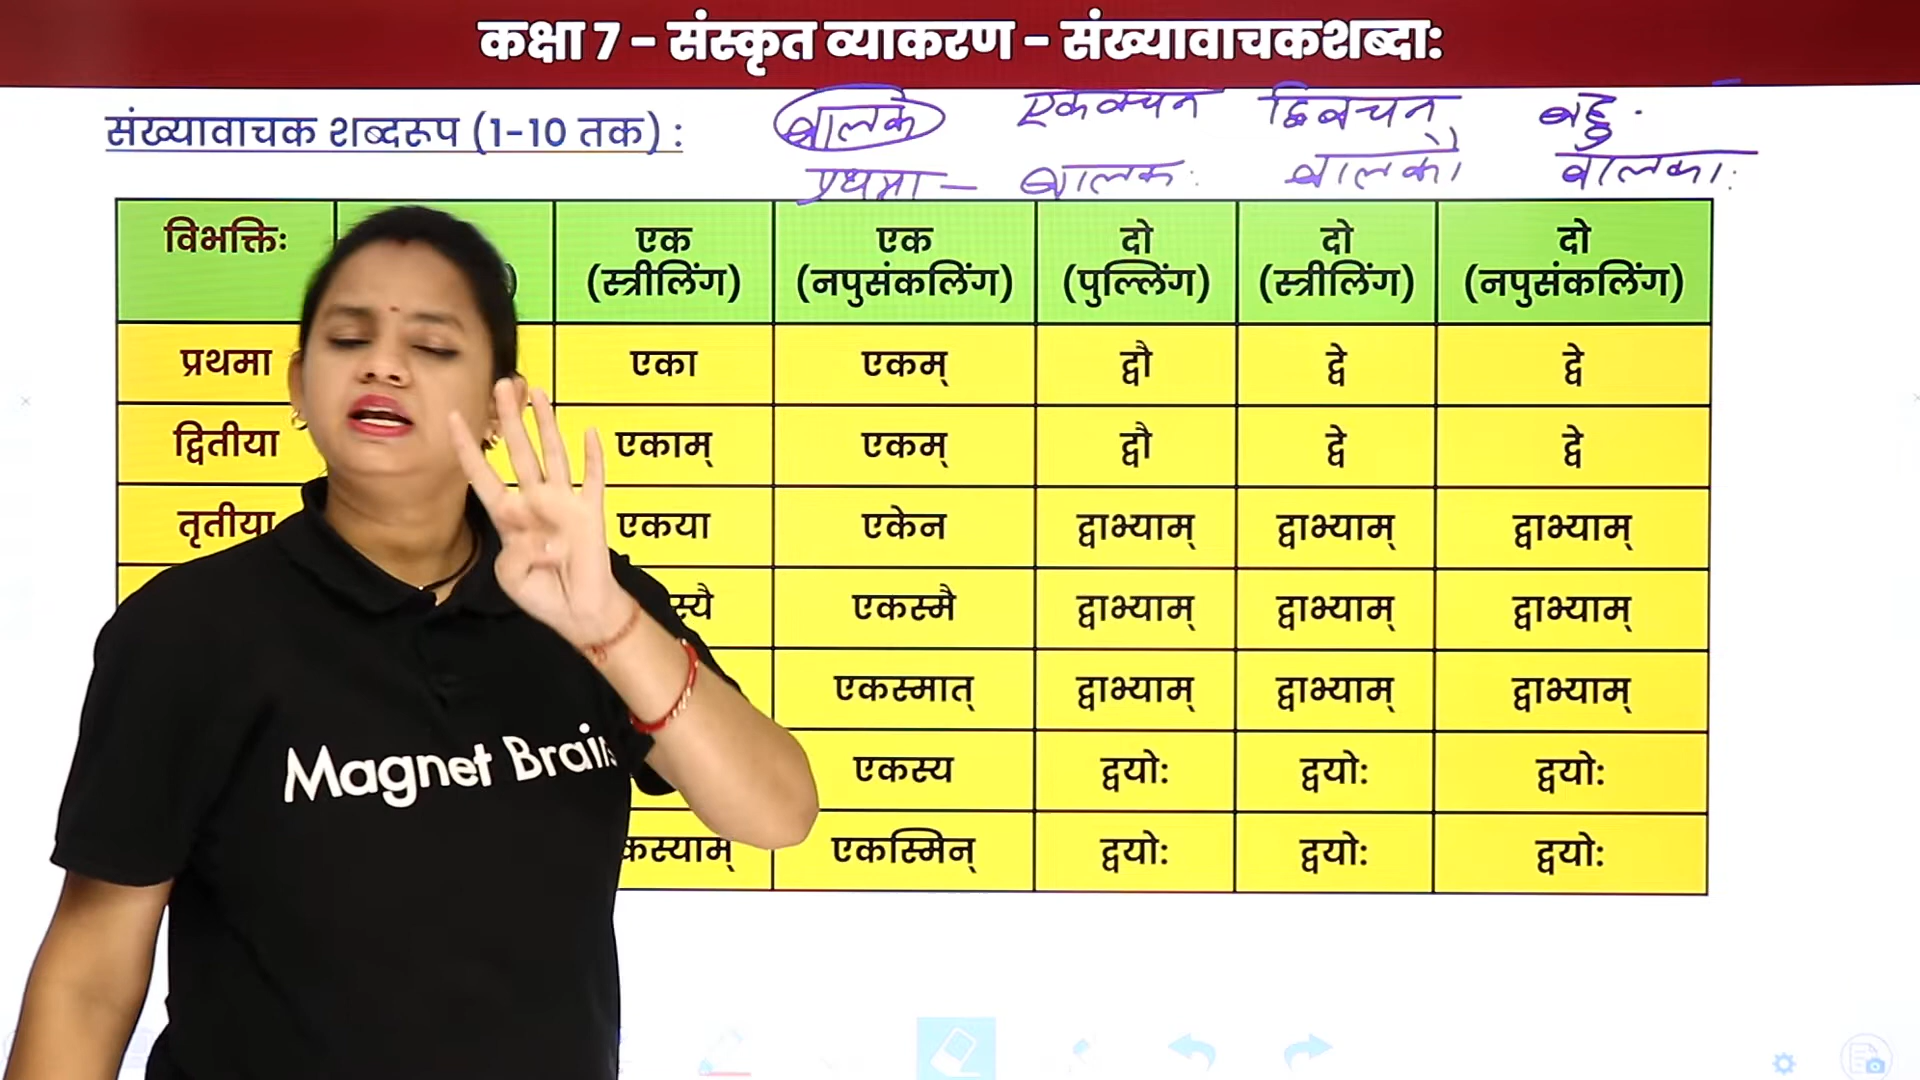 कक्षा 7 - संस्कृत व्याकरण - संख्यावाचकशब्दाः
संख्यावाचक शब्दरूप (1-10 तक) :
बालक एकवचन द्विवचन बहु.
प्रथमा - बालकः बालकौ बालकाः
विभक्तिः एक (स्त्रीलिंग) एक (नपुसंकलिंग) दो (पुल्लिंग) दो (स्त्रीलिंग) दो (नपुसंकलिंग)
प्रथमा एका एकम् द्वौ द्वे द्वे
द्वितीया एकाम् एकम् द्वौ द्वे द्वे
तृतीया एकया एकेन द्वाभ्याम् द्वाभ्याम् द्वाभ्याम्
स्यै एकस्मै द्वाभ्याम् द्वाभ्याम् द्वाभ्याम्
एकस्मात् द्वाभ्याम् द्वाभ्याम् द्वाभ्याम्
एकस्य द्वयोः द्वयोः द्वयोः
कस्याम् एकस्मिन् द्वयोः द्वयोः द्वयोः
Magnet Brains